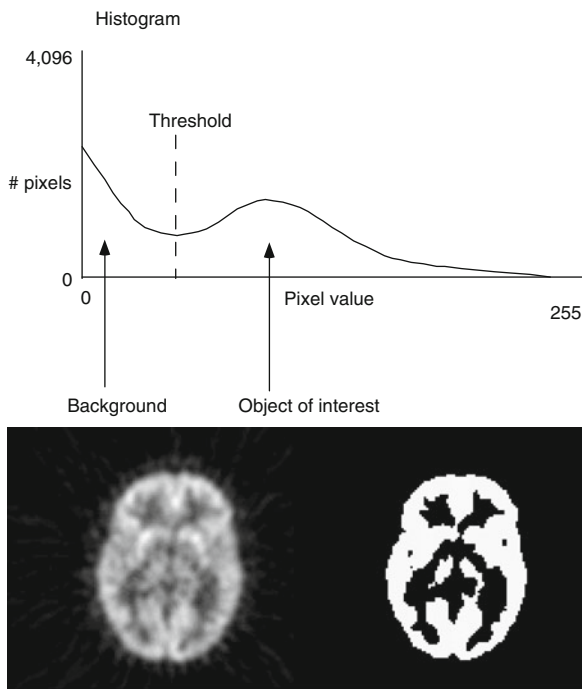 Histogram
4,096
Threshold
# pixels
0
0
Pixel value
255
Background
Object of interest